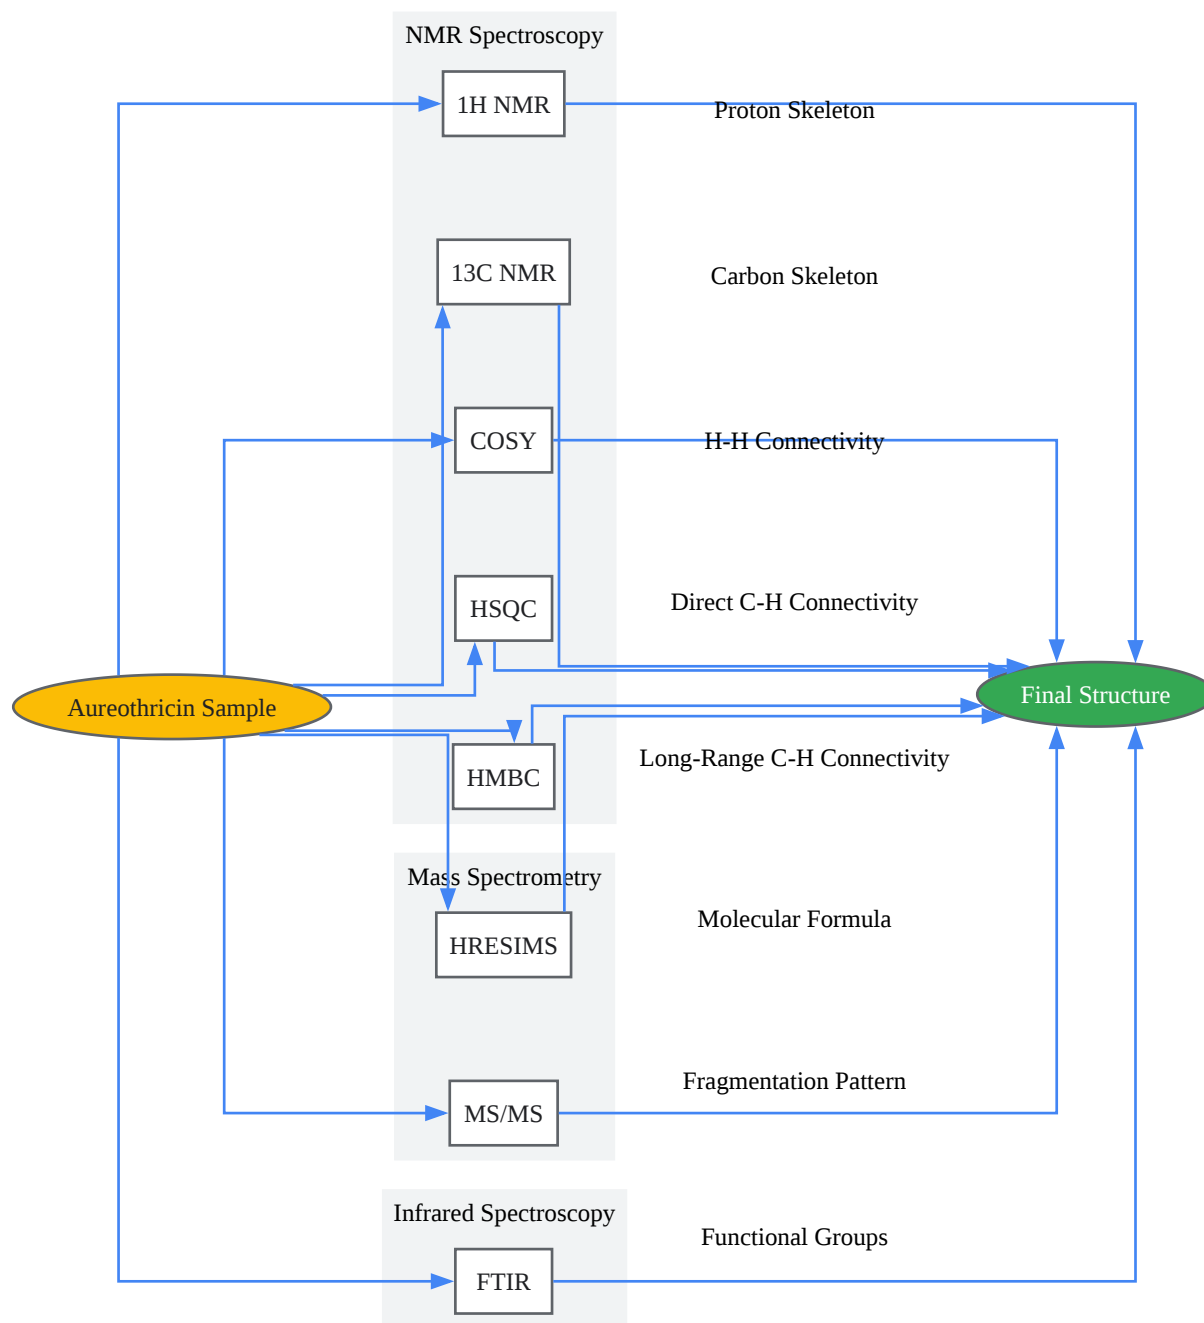 NMR Spectroscopy
1H NMR
Proton Skeleton
13C NMR
Carbon Skeleton
COSY
H-H Connectivity
HSQC
Direct C-H Connectivity
Aureothricin Sample
Final Structure
HMBC
Long-Range C-H Connectivity
Mass Spectrometry
HRESIMS
Molecular Formula
MS/MS
Fragmentation Pattern
Infrared Spectroscopy
FTIR
Functional Groups